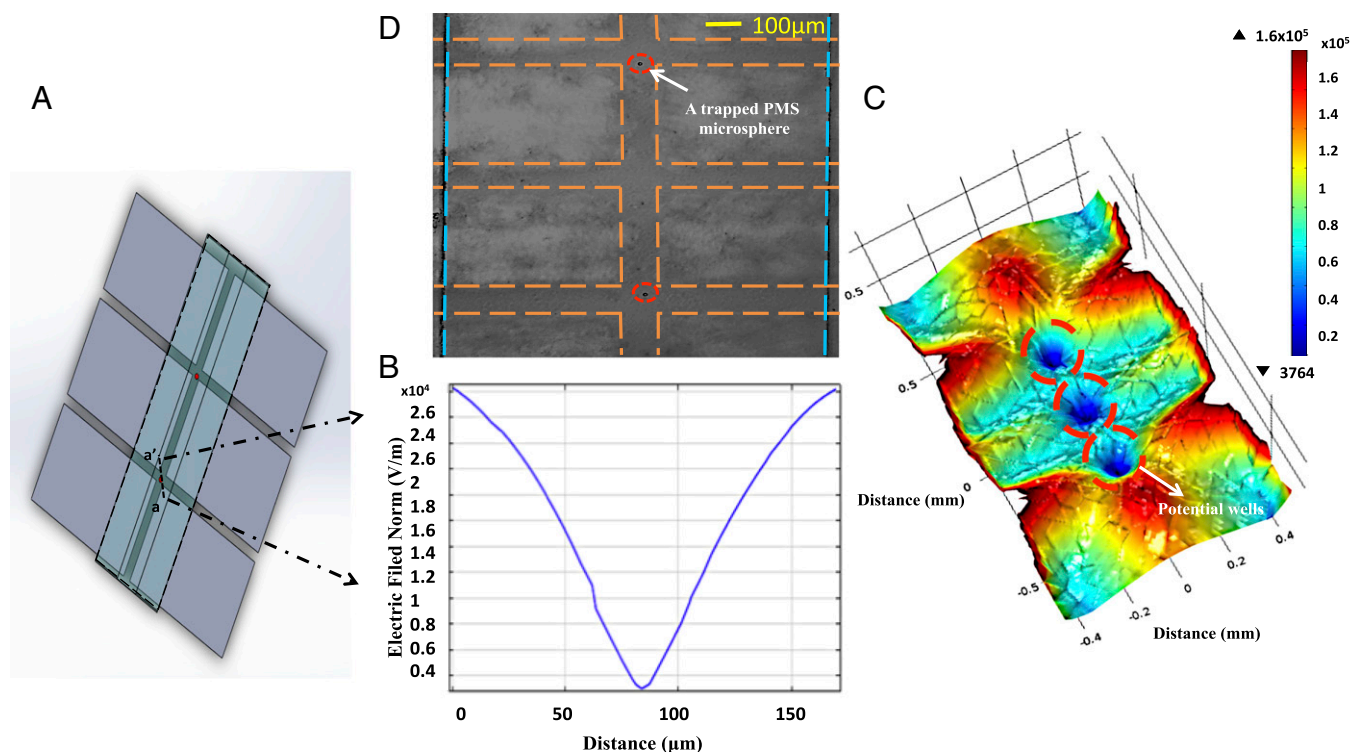 A
a'
a
D
100µm
A trapped PMS
microsphere
B
x10⁴
Electric Filed Norm (V/m)
2.6
2.4
2.6
2
1.8
1.6
1.4
1.2
1
0.8
0.6
0.4
0
50
100
150
Distance (µm)
C
▲ 1.6x10⁵
x10⁵
1.6
1.4
1.2
1
0.8
0.6
0.4
0.2
▼ 3764
0.5
0.5
0
-0.5
Distance (mm)
Potential wells
-0.4
-0.2
0
0.2
0.4
Distance (mm)